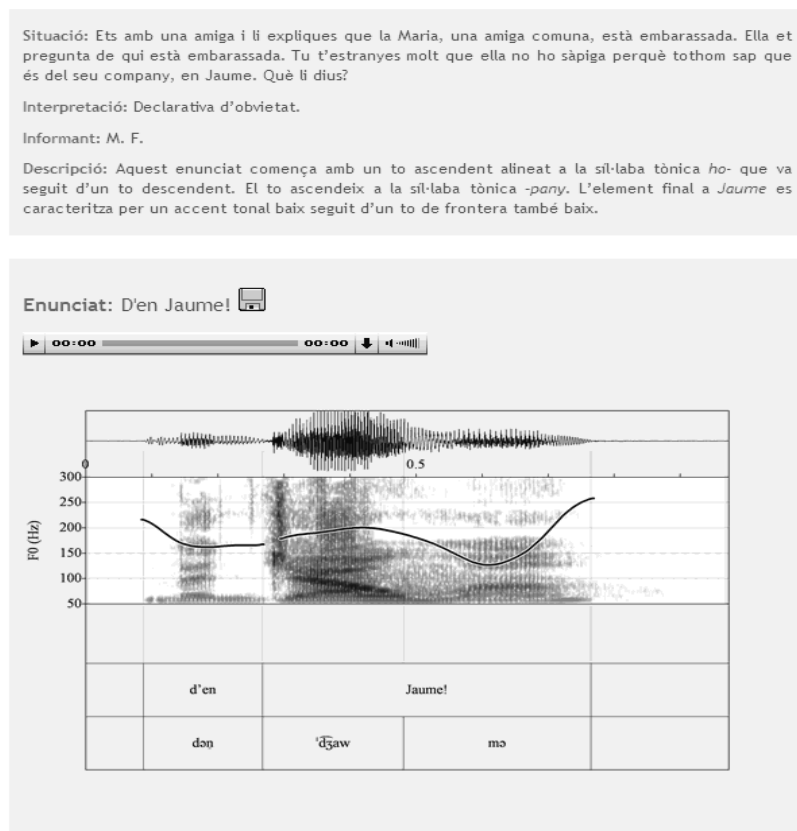 Situació: Ets amb una amiga i li expliques que la Maria, una amiga comuna, està embarassada. Ella et
pregunta de qui està embarassada. Tu t'estranyes molt que ella no ho sàpiga perquè tothom sap que
és del seu company, en Jaume. Què li dius?
Interpretació: Declarativa d'obvietat.
Informant: M. F.
Descripció: Aquest enunciat comença amb un to ascendent alineat a la síl·laba tònica ho- que va
seguit d'un to descendent. El to ascendeix a la síl·laba tònica -pany. L'element final a Jaume es
caracteritza per un accent tonal baix seguit d'un to de frontera també baix.
Enunciat: D'en Jaume!
00:00 00:00
0 0.5
300
250
200
150
100
50
F0 (Hz)
d'en Jaume!
dən̩ ˈd͡ʒaw mə